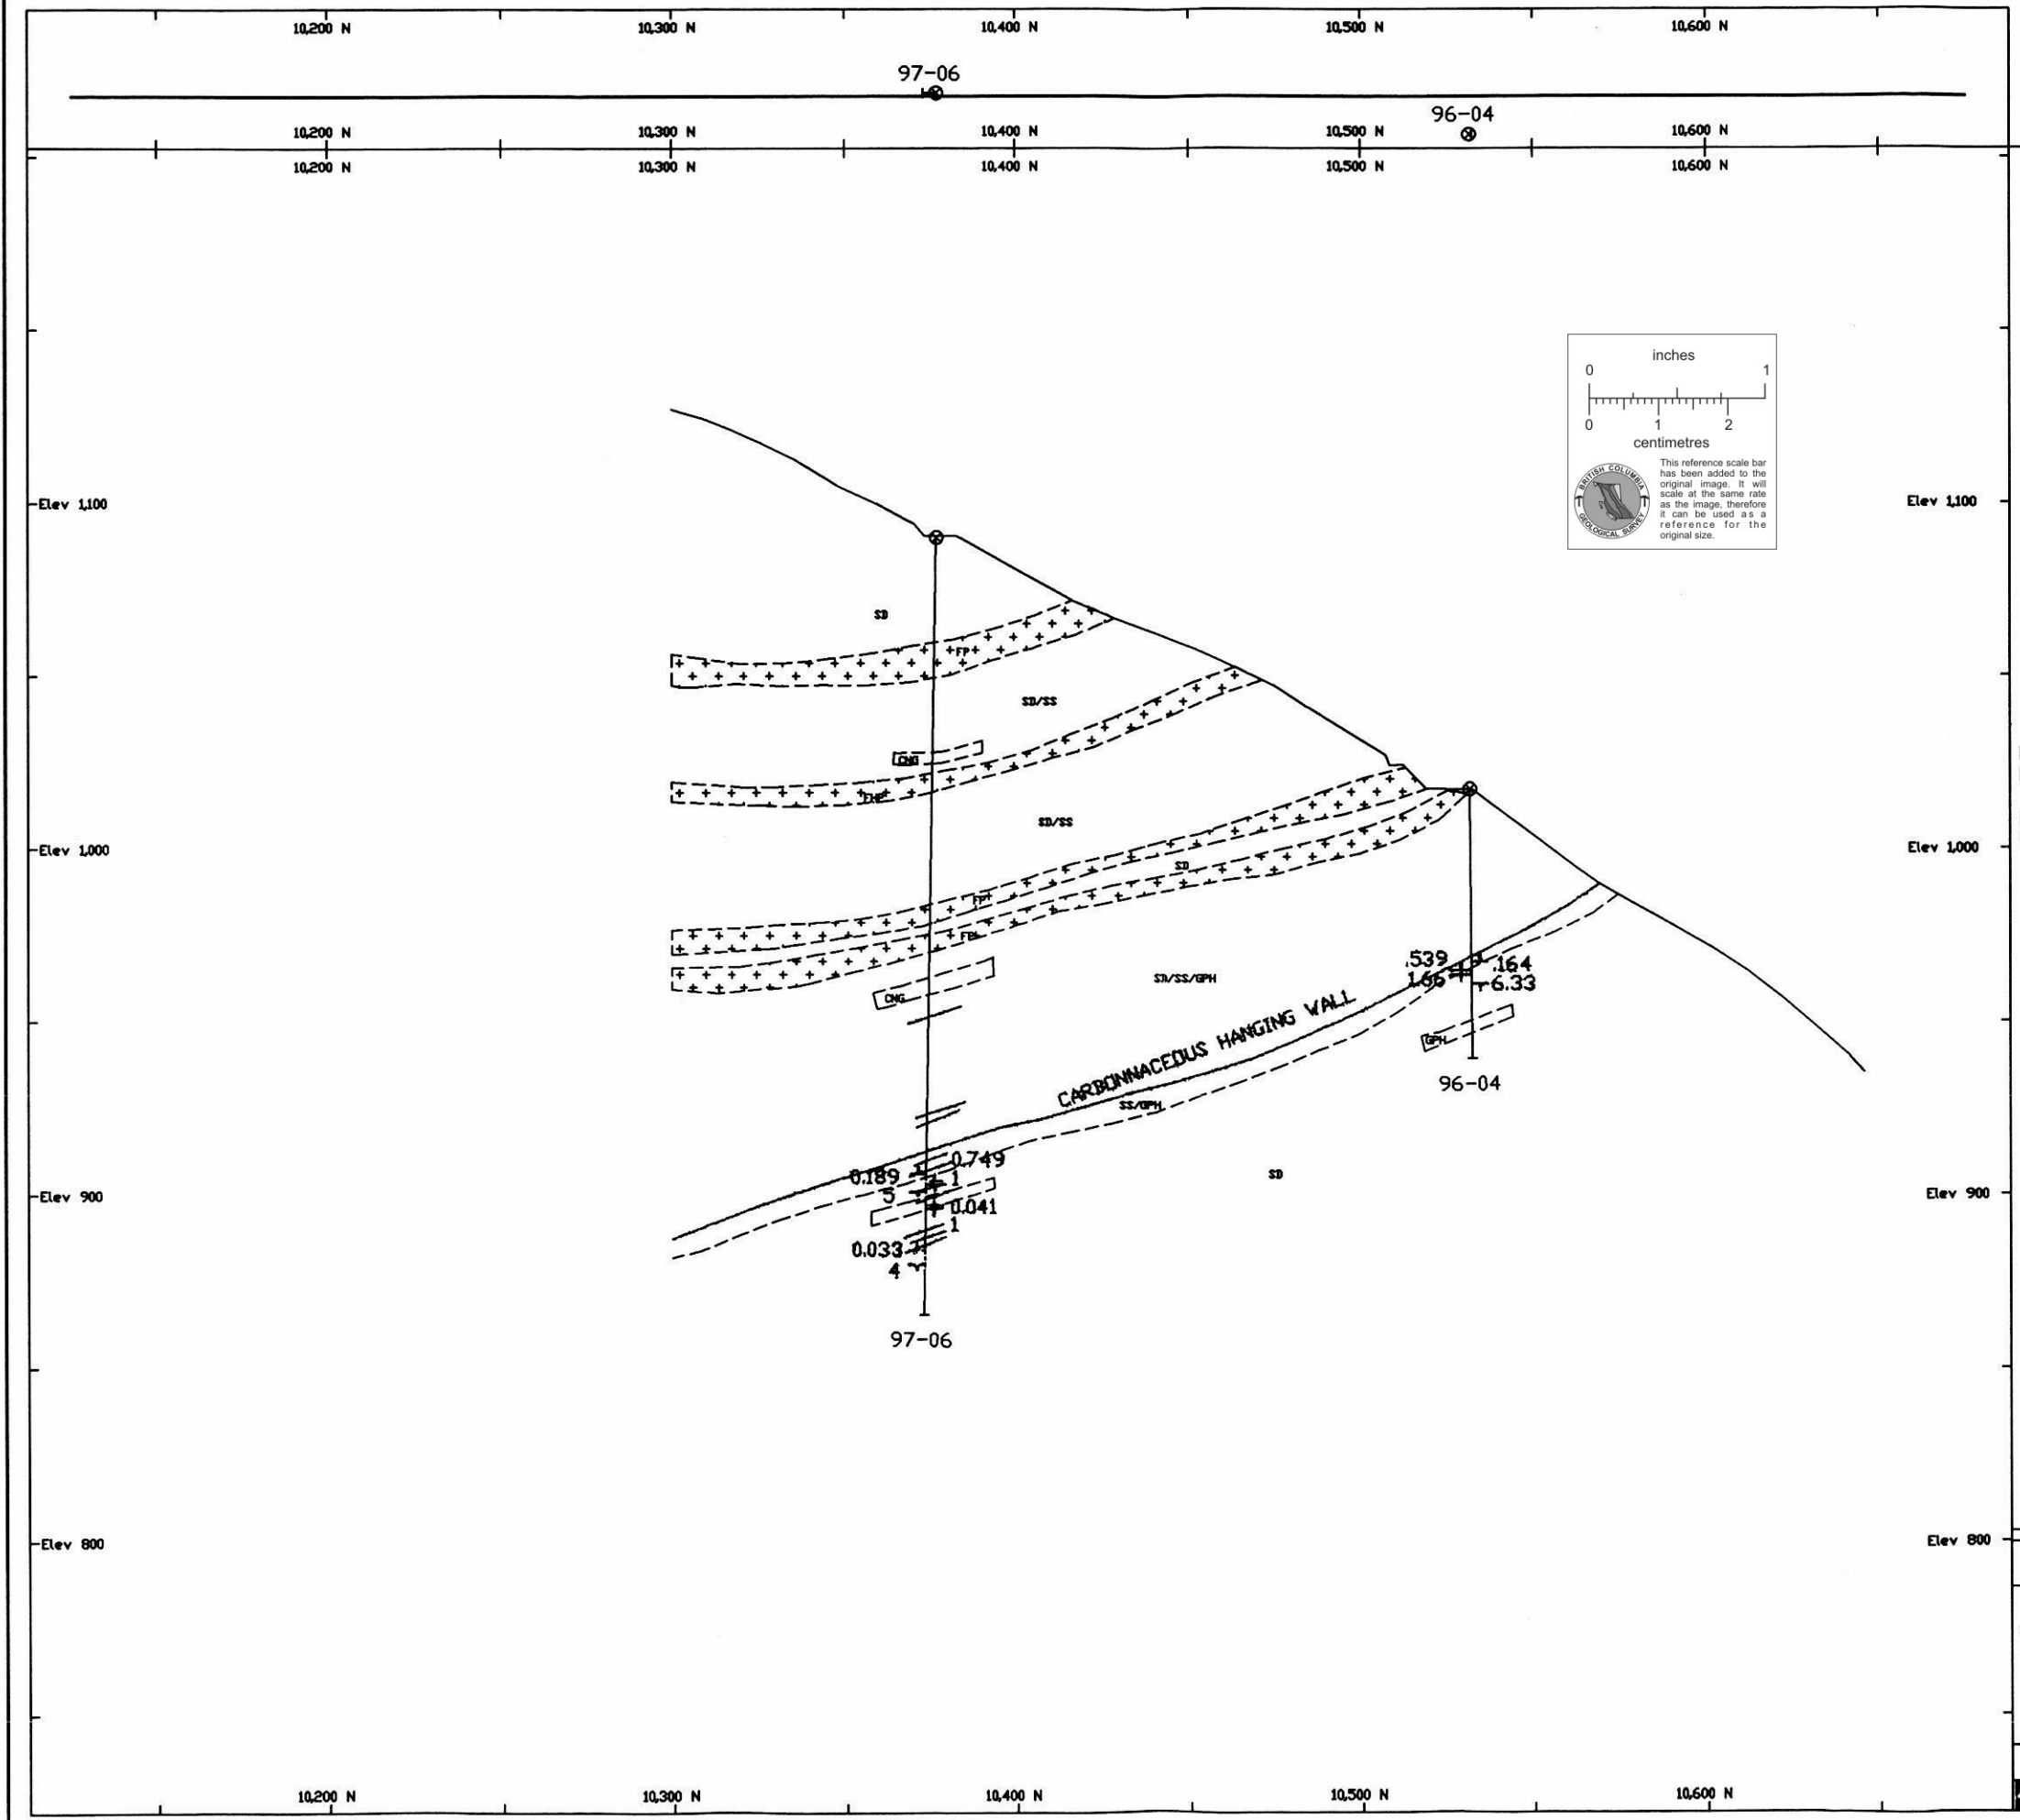 10,200 N 10,300 N 10,400 N 10,500 N 10,600 N
97-06
96-04
10,200 N 10,300 N 10,400 N 10,500 N 10,600 N
10,200 N 10,300 N 10,400 N 10,500 N 10,600 N
inches
0 1
0 1 2
centimetres
BRITISH COLUMBIA
GEOLOGICAL SURVEY
This reference scale bar
has been added to the
original image. It will
scale at the same rate
as the image, therefore
it can be used as a
reference for the
original size.
Elev 1,100 Elev 1,100
SD
FP
SD/SS
CNG
FHP
SD/SS
Elev 1,000 Elev 1,000
SD
FP
FP
SD/SS/GPH
CNG
.539 .164
1.66 6.33
CARBONNACEOUS HANGING WALL
GPH
96-04
SS/GPH
0.749
0.189 1
5
SD
Elev 900 Elev 900
0.041
1
0.033
4
97-06
Elev 800 Elev 800
10,200 N 10,300 N 10,400 N 10,500 N 10,600 N